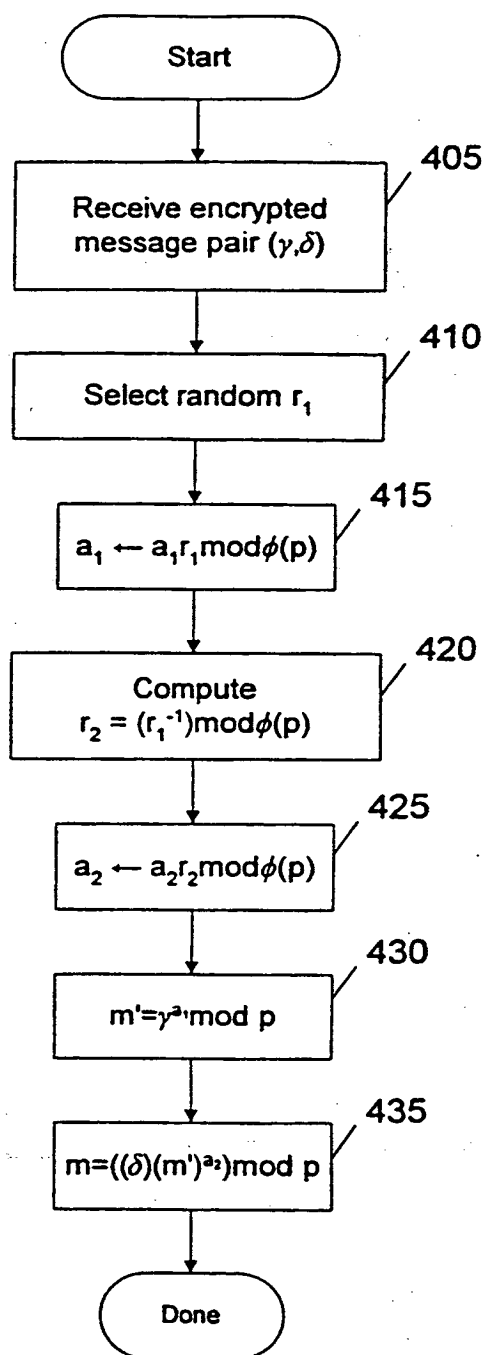 Start
405
Receive encrypted
message pair (γ,δ)
410
Select random r₁
415
a₁ ← a₁r₁modϕ(p)
420
Compute
r₂ = (r₁⁻¹)modϕ(p)
425
a₂ ← a₂r₂modϕ(p)
430
m'=γᵃ¹mod p
435
m=((δ)(m')ᵃ²)mod p
Done